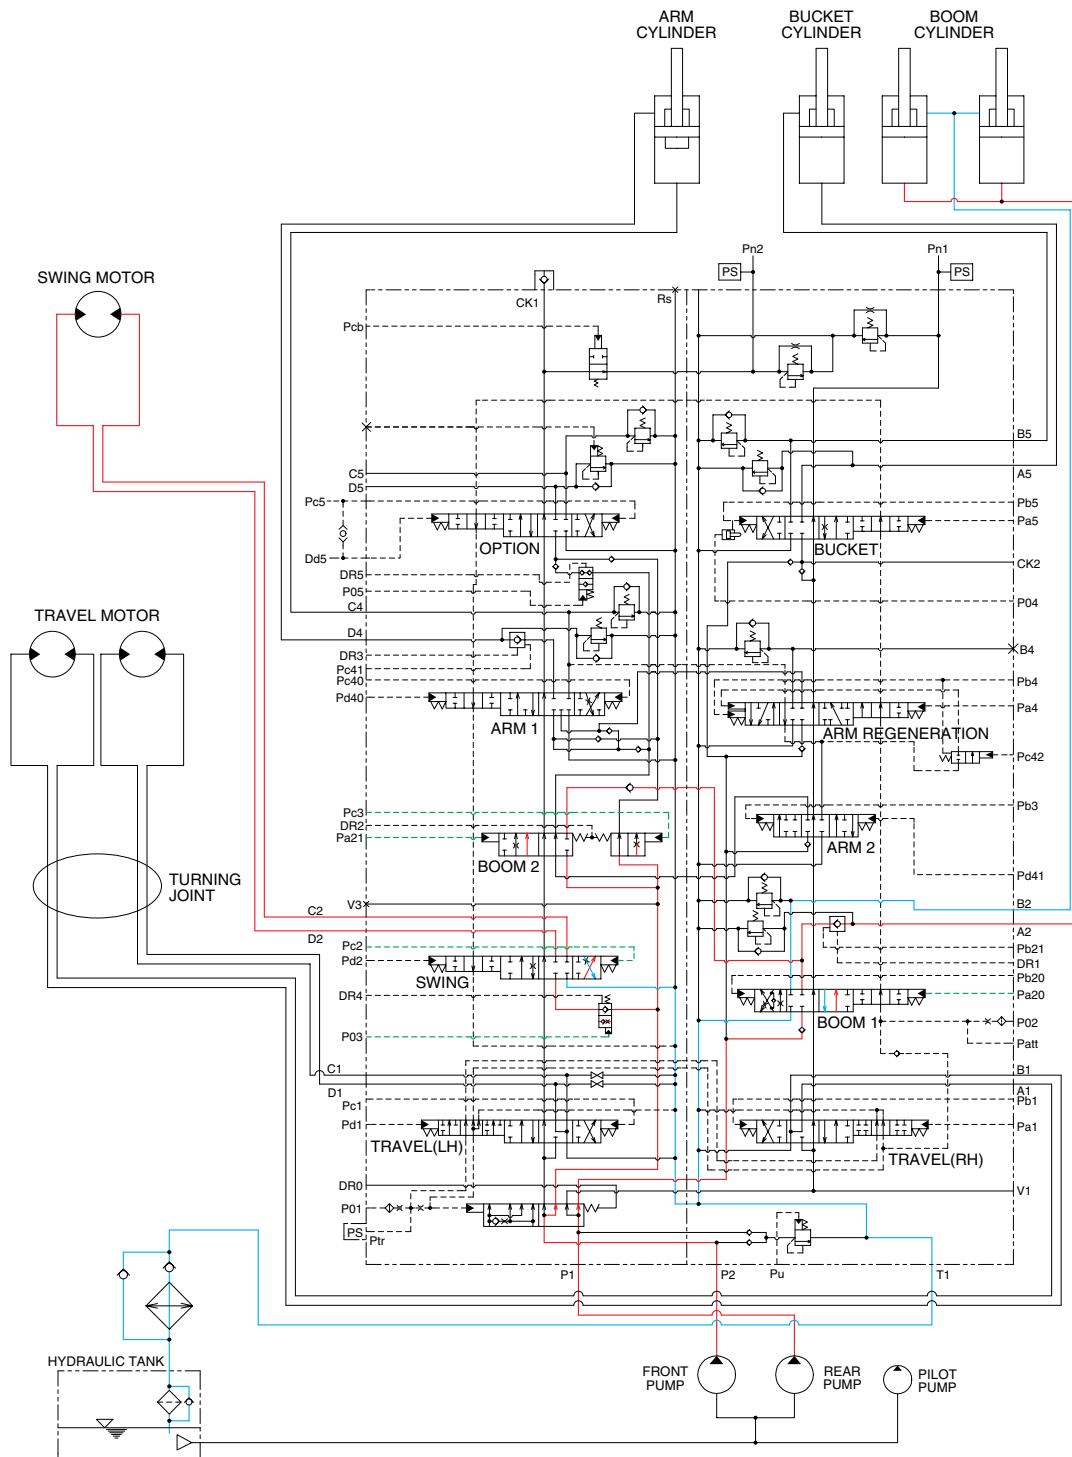 ARM
CYLINDER
BUCKET
CYLINDER
BOOM
CYLINDER
SWING MOTOR
TRAVEL MOTOR
TURNING
JOINT
Pn2
Pn1
PS
PS
CK1
Rs
Pcb
C5
D5
Pc5
Dd5
DR5
P05
C4
D4
DR3
Pc41
Pc40
Pd40
Pc3
DR2
Pa21
V3
C2
D2
Pc2
Pd2
DR4
P03
C1
D1
Pc1
Pd1
DR0
P01
PS
Ptr
OPTION
ARM 1
BOOM 2
SWING
TRAVEL(LH)
BUCKET
ARM REGENERATION
ARM 2
BOOM 1
TRAVEL(RH)
B5
A5
Pb5
Pa5
CK2
P04
B4
Pb4
Pa4
Pc42
Pb3
Pd41
B2
A2
Pb21
DR1
Pb20
Pa20
P02
Patt
B1
A1
Pb1
Pa1
V1
P1
P2
Pu
T1
HYDRAULIC TANK
FRONT
PUMP
REAR
PUMP
PILOT
PUMP